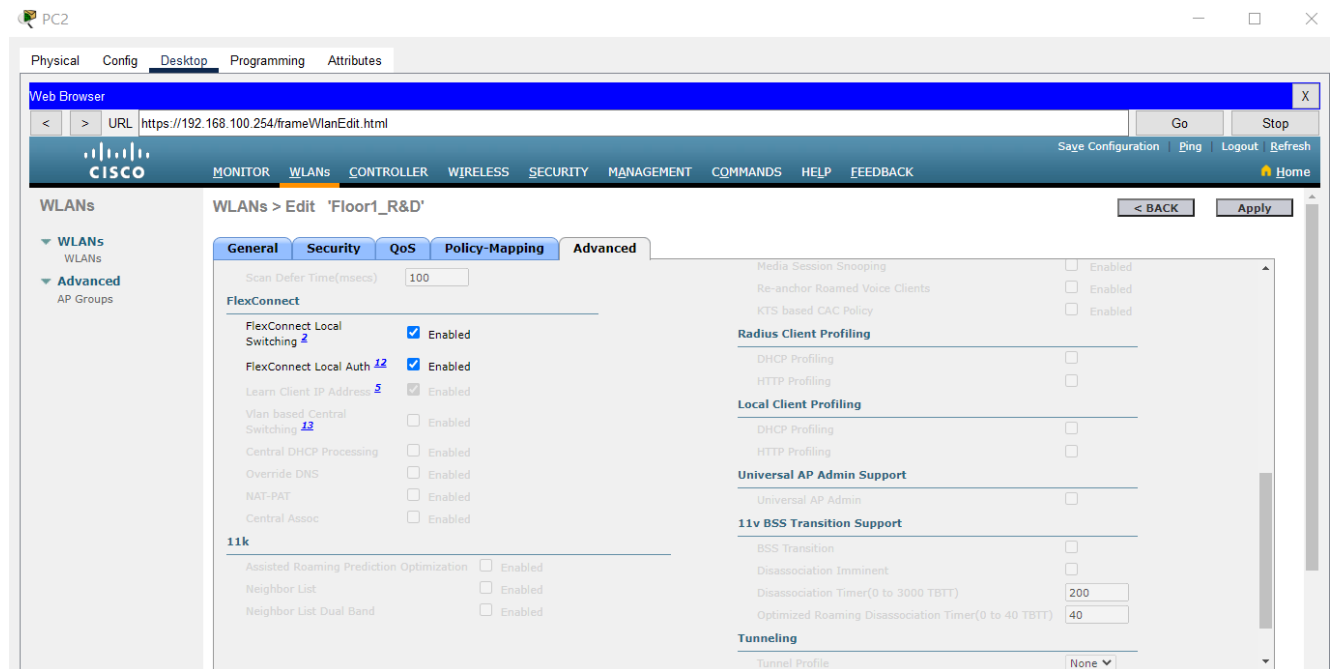 PC2
Physical Config Desktop Programming Attributes
Web Browser X
< > URL https://192.168.100.254/frameWlanEdit.html Go Stop
Save Configuration | Ping | Logout | Refresh
CISCO MONITOR WLANs CONTROLLER WIRELESS SECURITY MANAGEMENT COMMANDS HELP FEEDBACK Home
WLANs
WLANs
WLANs
Advanced
AP Groups
WLANs > Edit 'Floor1_R&D' < BACK Apply
General Security QoS Policy-Mapping Advanced
Scan Defer Time(msecs) 100
FlexConnect
FlexConnect Local
Switching 2 Enabled
FlexConnect Local Auth 12 Enabled
Learn Client IP Address 5 Enabled
Vlan based Central
Switching 13 Enabled
Central DHCP Processing Enabled
Override DNS Enabled
NAT-PAT Enabled
Central Assoc Enabled
11k
Assisted Roaming Prediction Optimization Enabled
Neighbor List Enabled
Neighbor List Dual Band Enabled
Media Session Snooping Enabled
Re-anchor Roamed Voice Clients Enabled
KTS based CAC Policy Enabled
Radius Client Profiling
DHCP Profiling
HTTP Profiling
Local Client Profiling
DHCP Profiling
HTTP Profiling
Universal AP Admin Support
Universal AP Admin
11v BSS Transition Support
BSS Transition
Disassociation Imminent
Disassociation Timer(0 to 3000 TBTT) 200
Optimized Roaming Disassociation Timer(0 to 40 TBTT) 40
Tunneling
Tunnel Profile None